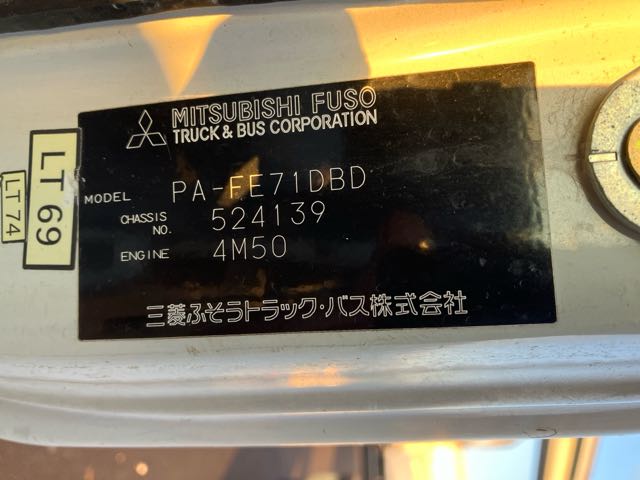 MITSUBISHI FUSO
TRUCK & BUS CORPORATION
MODEL PA-FE71DBD
CHASSIS NO. 524139
ENGINE 4M50
三菱ふそうトラック・バス株式会社
LT 69
LT 74